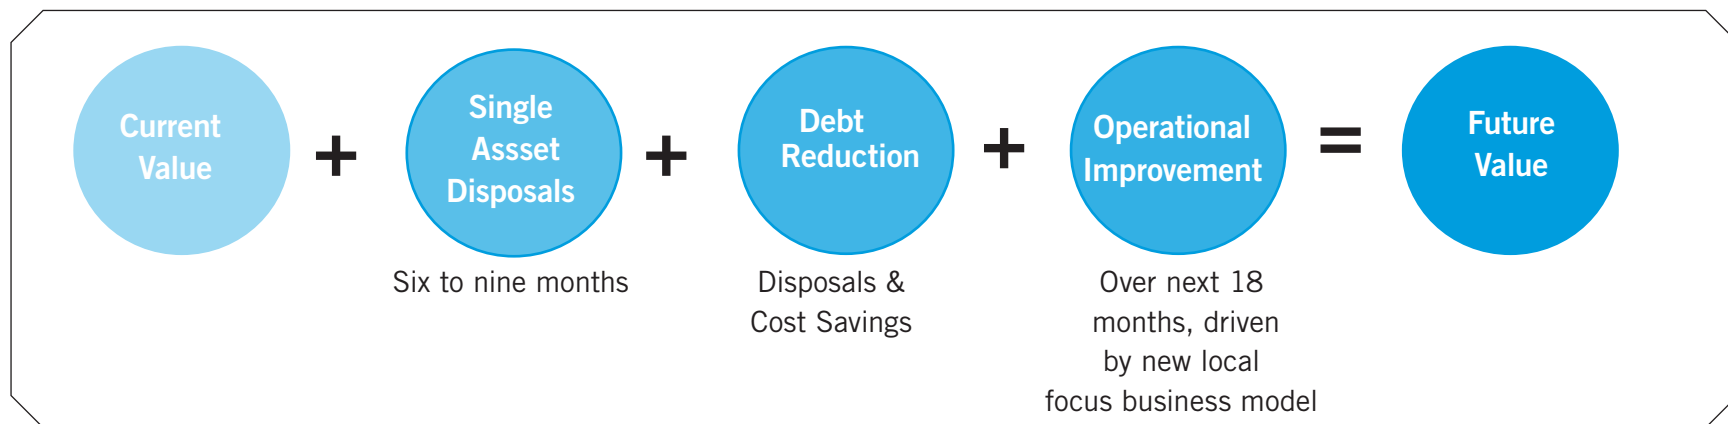 Current
Value
+
Single
Assset
Disposals
+
Debt
Reduction
+
Operational
Improvement
=
Future
Value
Six to nine months
Disposals &
Cost Savings
Over next 18
months, driven
by new local
focus business model